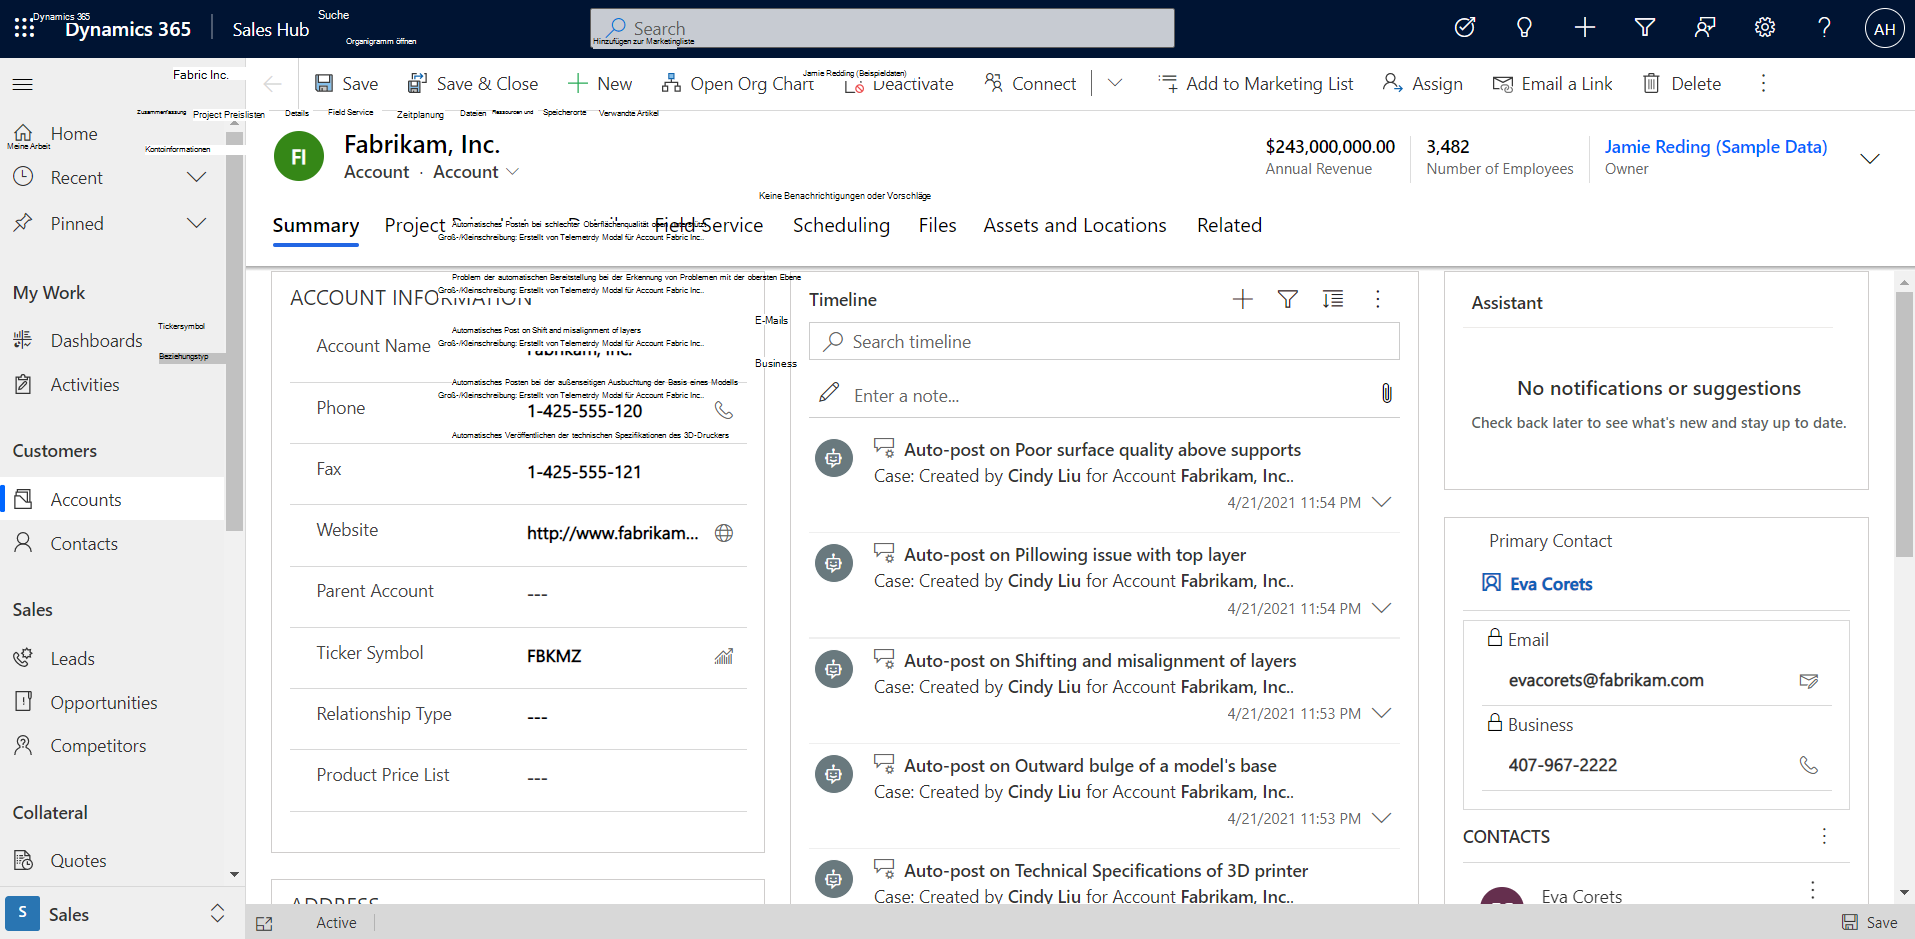 Dynamics 365
Dynamics 365
Sales Hub
Suche
Organigramm öffnen
Search
Hinzufügen zur Marketingliste
AH
Fabric Inc.
Save
Save & Close
New
Open Org Chart
Jamie Redding (Beispieldaten)
Deactivate
Connect
Add to Marketing List
Assign
Email a Link
Delete
Zusammenfassung
Project Preislisten
Details
Field Service
Zeitplanung
Dateien
Ressourcen und
Speicherorte
Verwandte Artikel
Home
Meine Arbeit
Kontoinformationen
Recent
Pinned
My Work
Tickersymbol
Dashboards
Beziehungstyp
Activities
Customers
Accounts
Contacts
Sales
Leads
Opportunities
Competitors
Collateral
Quotes
S
Sales
FI
Fabrikam, Inc.
Account · Account
$243,000,000.00
Annual Revenue
3,482
Number of Employees
Jamie Reding (Sample Data)
Owner
Keine Benachrichtigungen oder Vorschläge
Summary
Project
Field Service
Scheduling
Files
Assets and Locations
Related
Automatisches Posten bei schlechter Oberflächenqualität
Groß-/Kleinschreibung: Erstellt von Telemetrdy Modal für Account Fabric Inc..
Problem der automatischen Bereitstellung bei der Erkennung von Problemen mit der obersten Ebene
Groß-/Kleinschreibung: Erstellt von Telemetrdy Modal für Account Fabric Inc..
ACCOUNT INFORMATION
Automatisches Post on Shift and misalignment of layers
Groß-/Kleinschreibung: Erstellt von Telemetrdy Modal für Account Fabric Inc..
Account Name
Fabrikam, Inc.
Automatisches Posten bei der außenseitigen Ausbuchtung der Basis eines Modells
Groß-/Kleinschreibung: Erstellt von Telemetrdy Modal für Account Fabric Inc..
Phone
1-425-555-120
Automatisches Veröffentlichen der technischen Spezifikationen des 3D-Druckers
Fax
1-425-555-121
Website
http://www.fabrikam...
Parent Account
---
Ticker Symbol
FBKMZ
Relationship Type
---
Product Price List
---
ADDRESS
E-Mails
Business
Timeline
Search timeline
Enter a note...
Auto-post on Poor surface quality above supports
Case: Created by Cindy Liu for Account Fabrikam, Inc..
4/21/2021 11:54 PM
Auto-post on Pillowing issue with top layer
Case: Created by Cindy Liu for Account Fabrikam, Inc..
4/21/2021 11:54 PM
Auto-post on Shifting and misalignment of layers
Case: Created by Cindy Liu for Account Fabrikam, Inc..
4/21/2021 11:53 PM
Auto-post on Outward bulge of a model's base
Case: Created by Cindy Liu for Account Fabrikam, Inc..
4/21/2021 11:53 PM
Auto-post on Technical Specifications of 3D printer
Case: Created by Cindy Liu for Account Fabrikam, Inc..
Assistant
No notifications or suggestions
Check back later to see what's new and stay up to date.
Primary Contact
Eva Corets
Email
evacorets@fabrikam.com
Business
407-967-2222
CONTACTS
Eva Corets
Active
Save